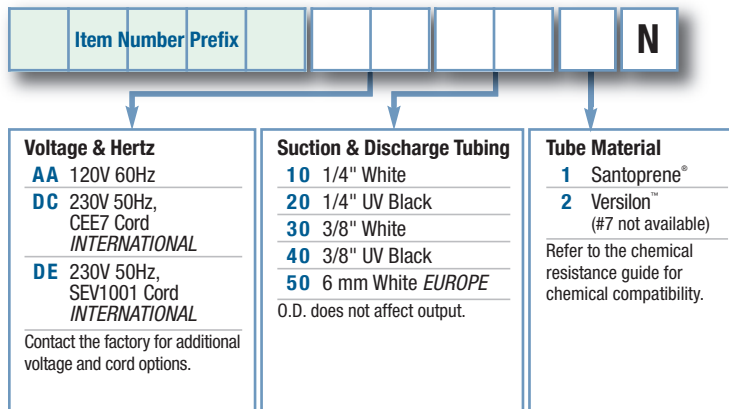 Item Number Prefix
N
Voltage & Hertz
AA 120V 60Hz
DC 230V 50Hz,
CEE7 Cord
INTERNATIONAL
DE 230V 50Hz,
SEV1001 Cord
INTERNATIONAL
Contact the factory for additional
voltage and cord options.
Suction & Discharge Tubing
10 1/4" White
20 1/4" UV Black
30 3/8" White
40 3/8" UV Black
50 6 mm White EUROPE
O.D. does not affect output.
Tube Material
1 Santoprene®
2 Versilon™
(#7 not available)
Refer to the chemical
resistance guide for
chemical compatibility.